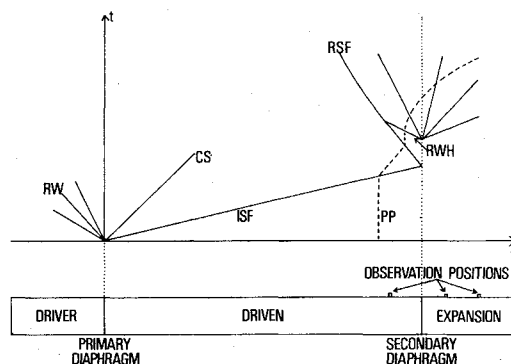 t
RSF
RW
CS
RWH
ISF
PP
OBSERVATION POSITIONS
DRIVER
DRIVEN
EXPANSION
PRIMARY
DIAPHRAGM
SECONDARY
DIAPHRAGM